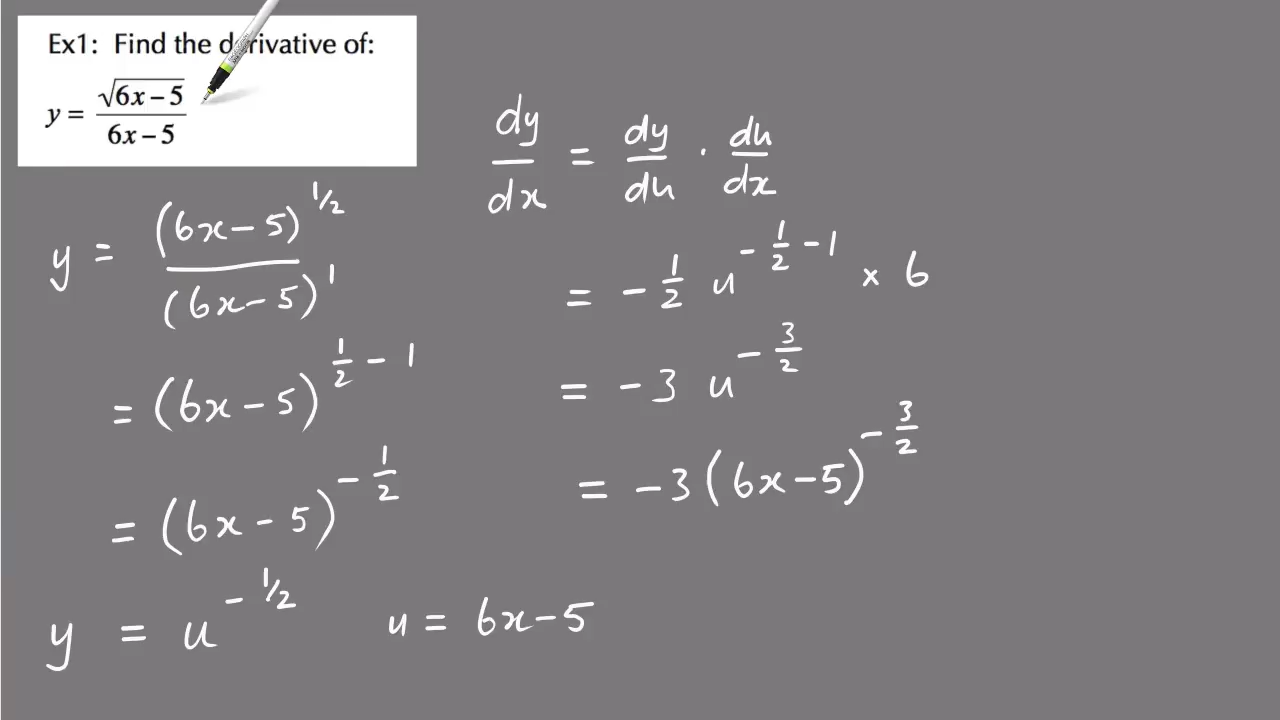 Ex1: Find the derivative of:
y = √(6x − 5) / (6x − 5)
y = (6x − 5)^1/2 / (6x − 5)^1
= (6x − 5)^(1/2 − 1)
= (6x − 5)^(−1/2)
y = u^(−1/2)    u = 6x − 5
dy/dx = dy/du · du/dx
= −1/2 u^(−1/2 − 1) × 6
= −3 u^(−3/2)
= −3 (6x − 5)^(−3/2)